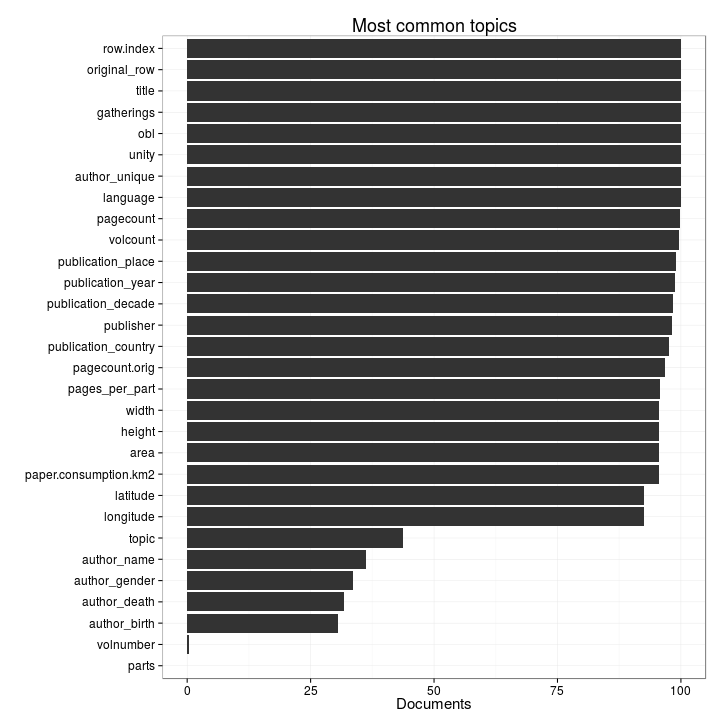 Most common topics
row.index
original_row
title
gatherings
obl
unity
author_unique
language
pagecount
volcount
publication_place
publication_year
publication_decade
publisher
publication_country
pagecount.orig
pages_per_part
width
height
area
paper.consumption.km2
latitude
longitude
topic
author_name
author_gender
author_death
author_birth
volnumber
parts
0 25 50 75 100
Documents